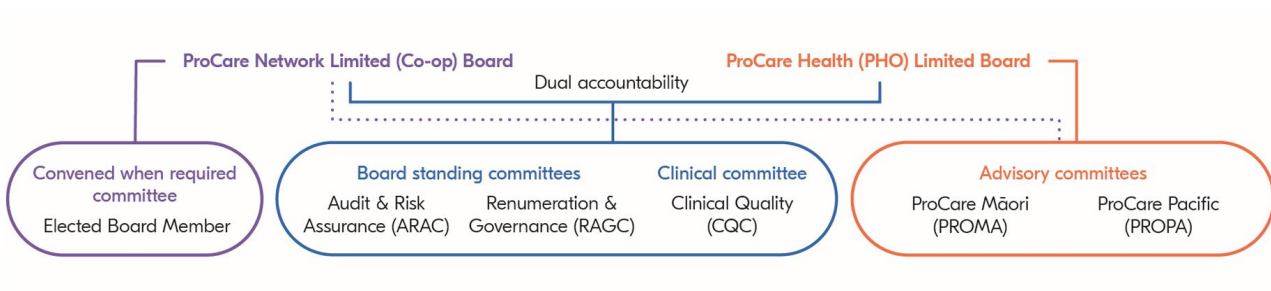 ProCare Network Limited (Co-op) Board
ProCare Health (PHO) Limited Board
Dual accountability
Convened when required
committee
Elected Board Member
Board standing committees
Audit & Risk
Assurance (ARAC)
Renumeration &
Governance (RAGC)
Clinical committee
Clinical Quality
(CQC)
Advisory committees
ProCare Māori
(PROMA)
ProCare Pacific
(PROPA)